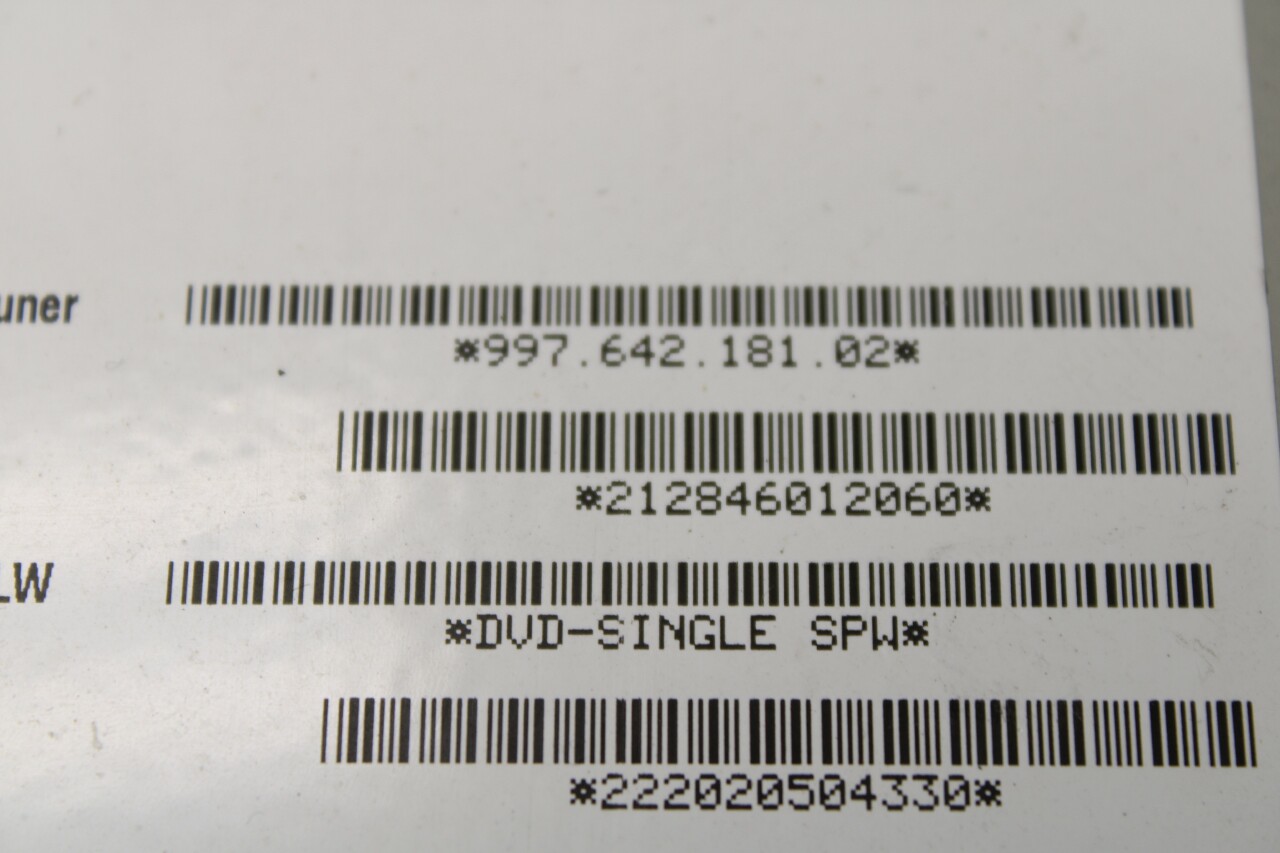 uner
*997.642.181.02*
*212846012060*
LW
*DVD-SINGLE SPW*
*222020504330*